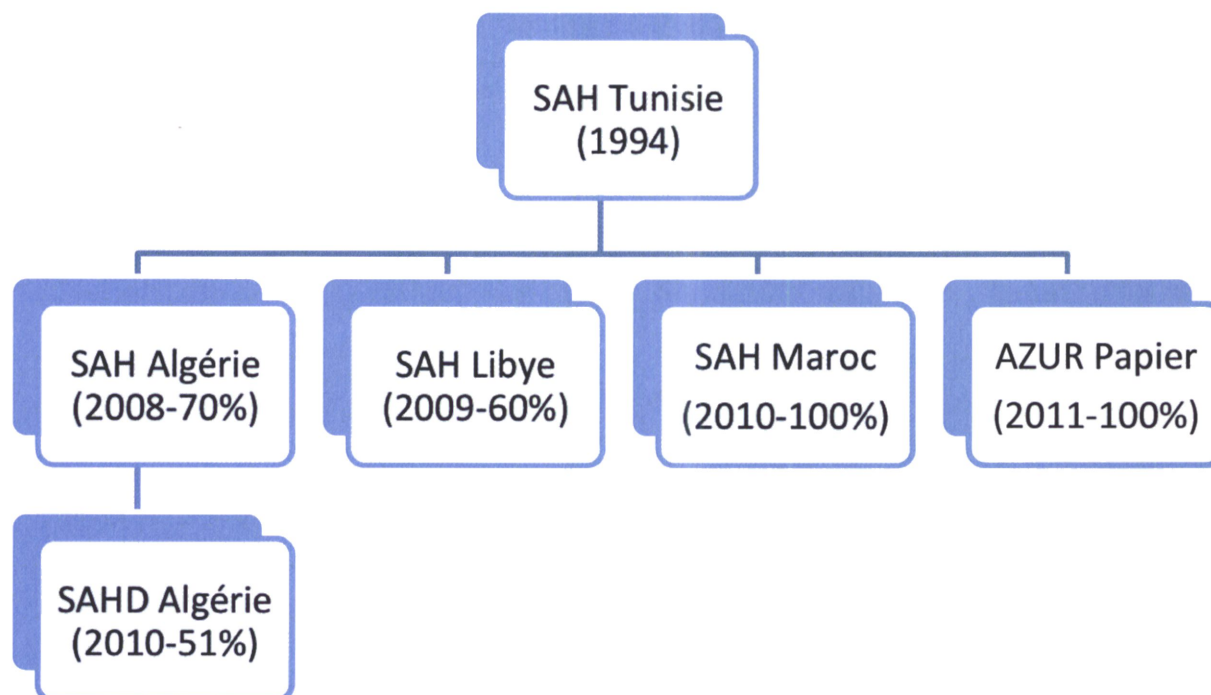 SAH Tunisie
(1994)
SAH Algérie
(2008-70%)
SAH Libye
(2009-60%)
SAH Maroc
(2010-100%)
AZUR Papier
(2011-100%)
SAHD Algérie
(2010-51%)